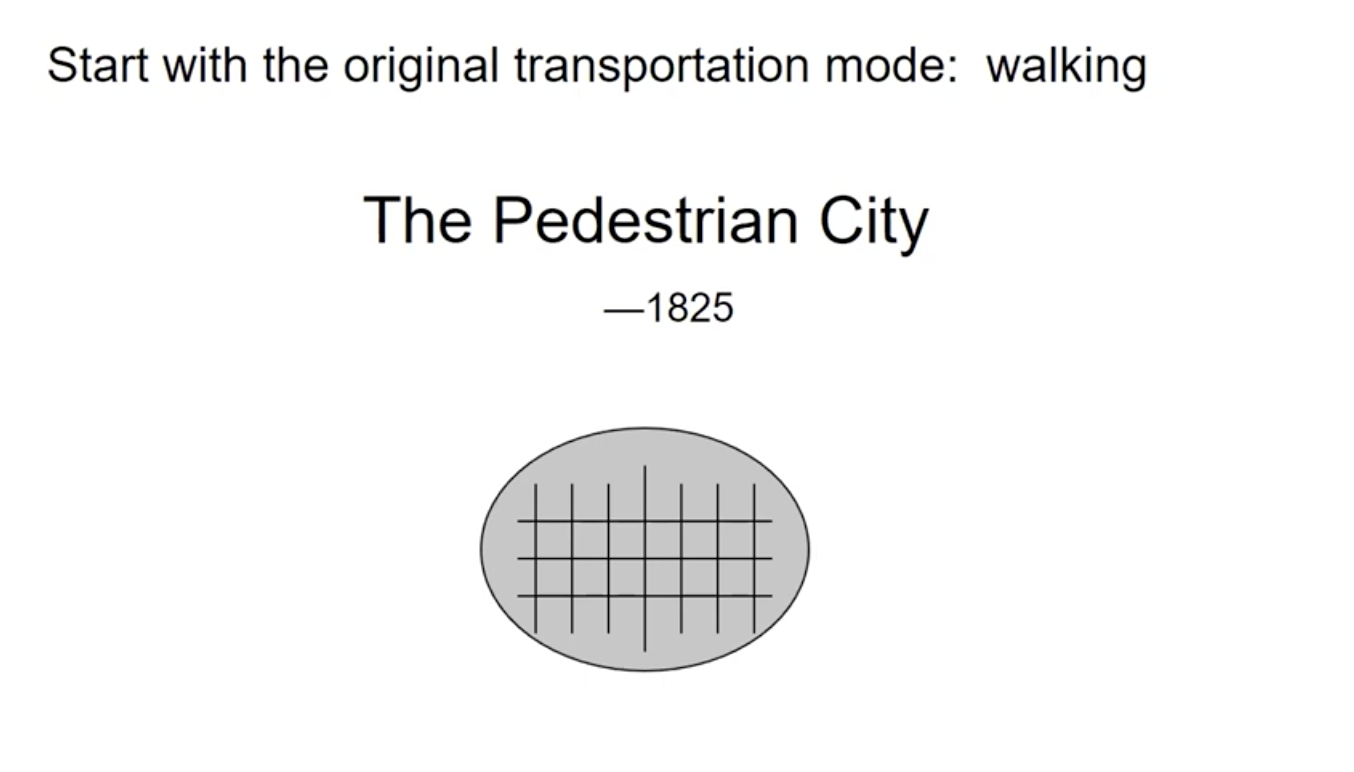 Start with the original transportation mode:  walking
The Pedestrian City
—1825